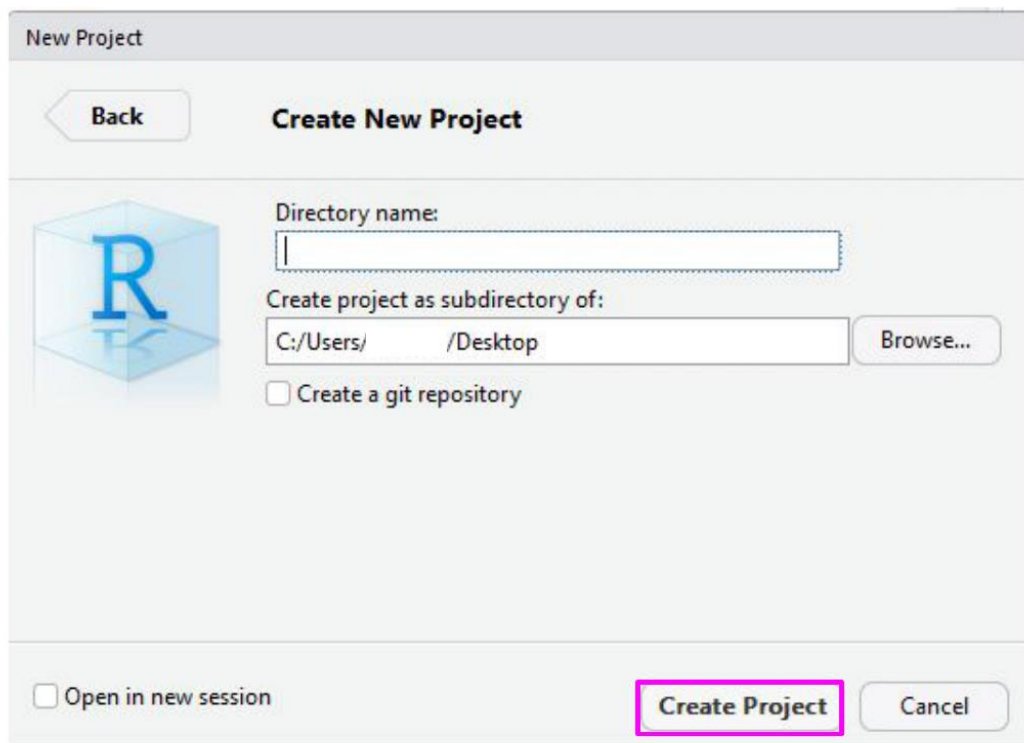 New Project
Back
Create New Project
R
Directory name:
Create project as subdirectory of:
C:/Users/ /Desktop
Browse...
Create a git repository
Open in new session
Create Project
Cancel